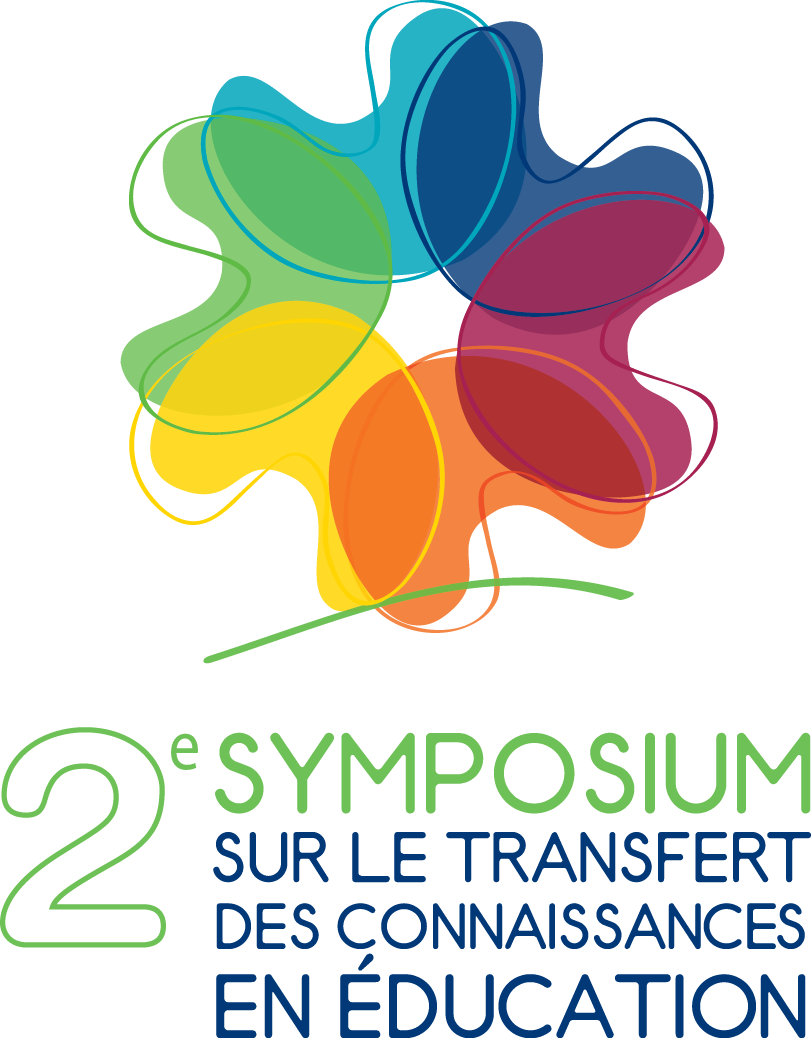 2e SYMPOSIUM
SUR LE TRANSFERT
DES CONNAISSANCES
EN ÉDUCATION